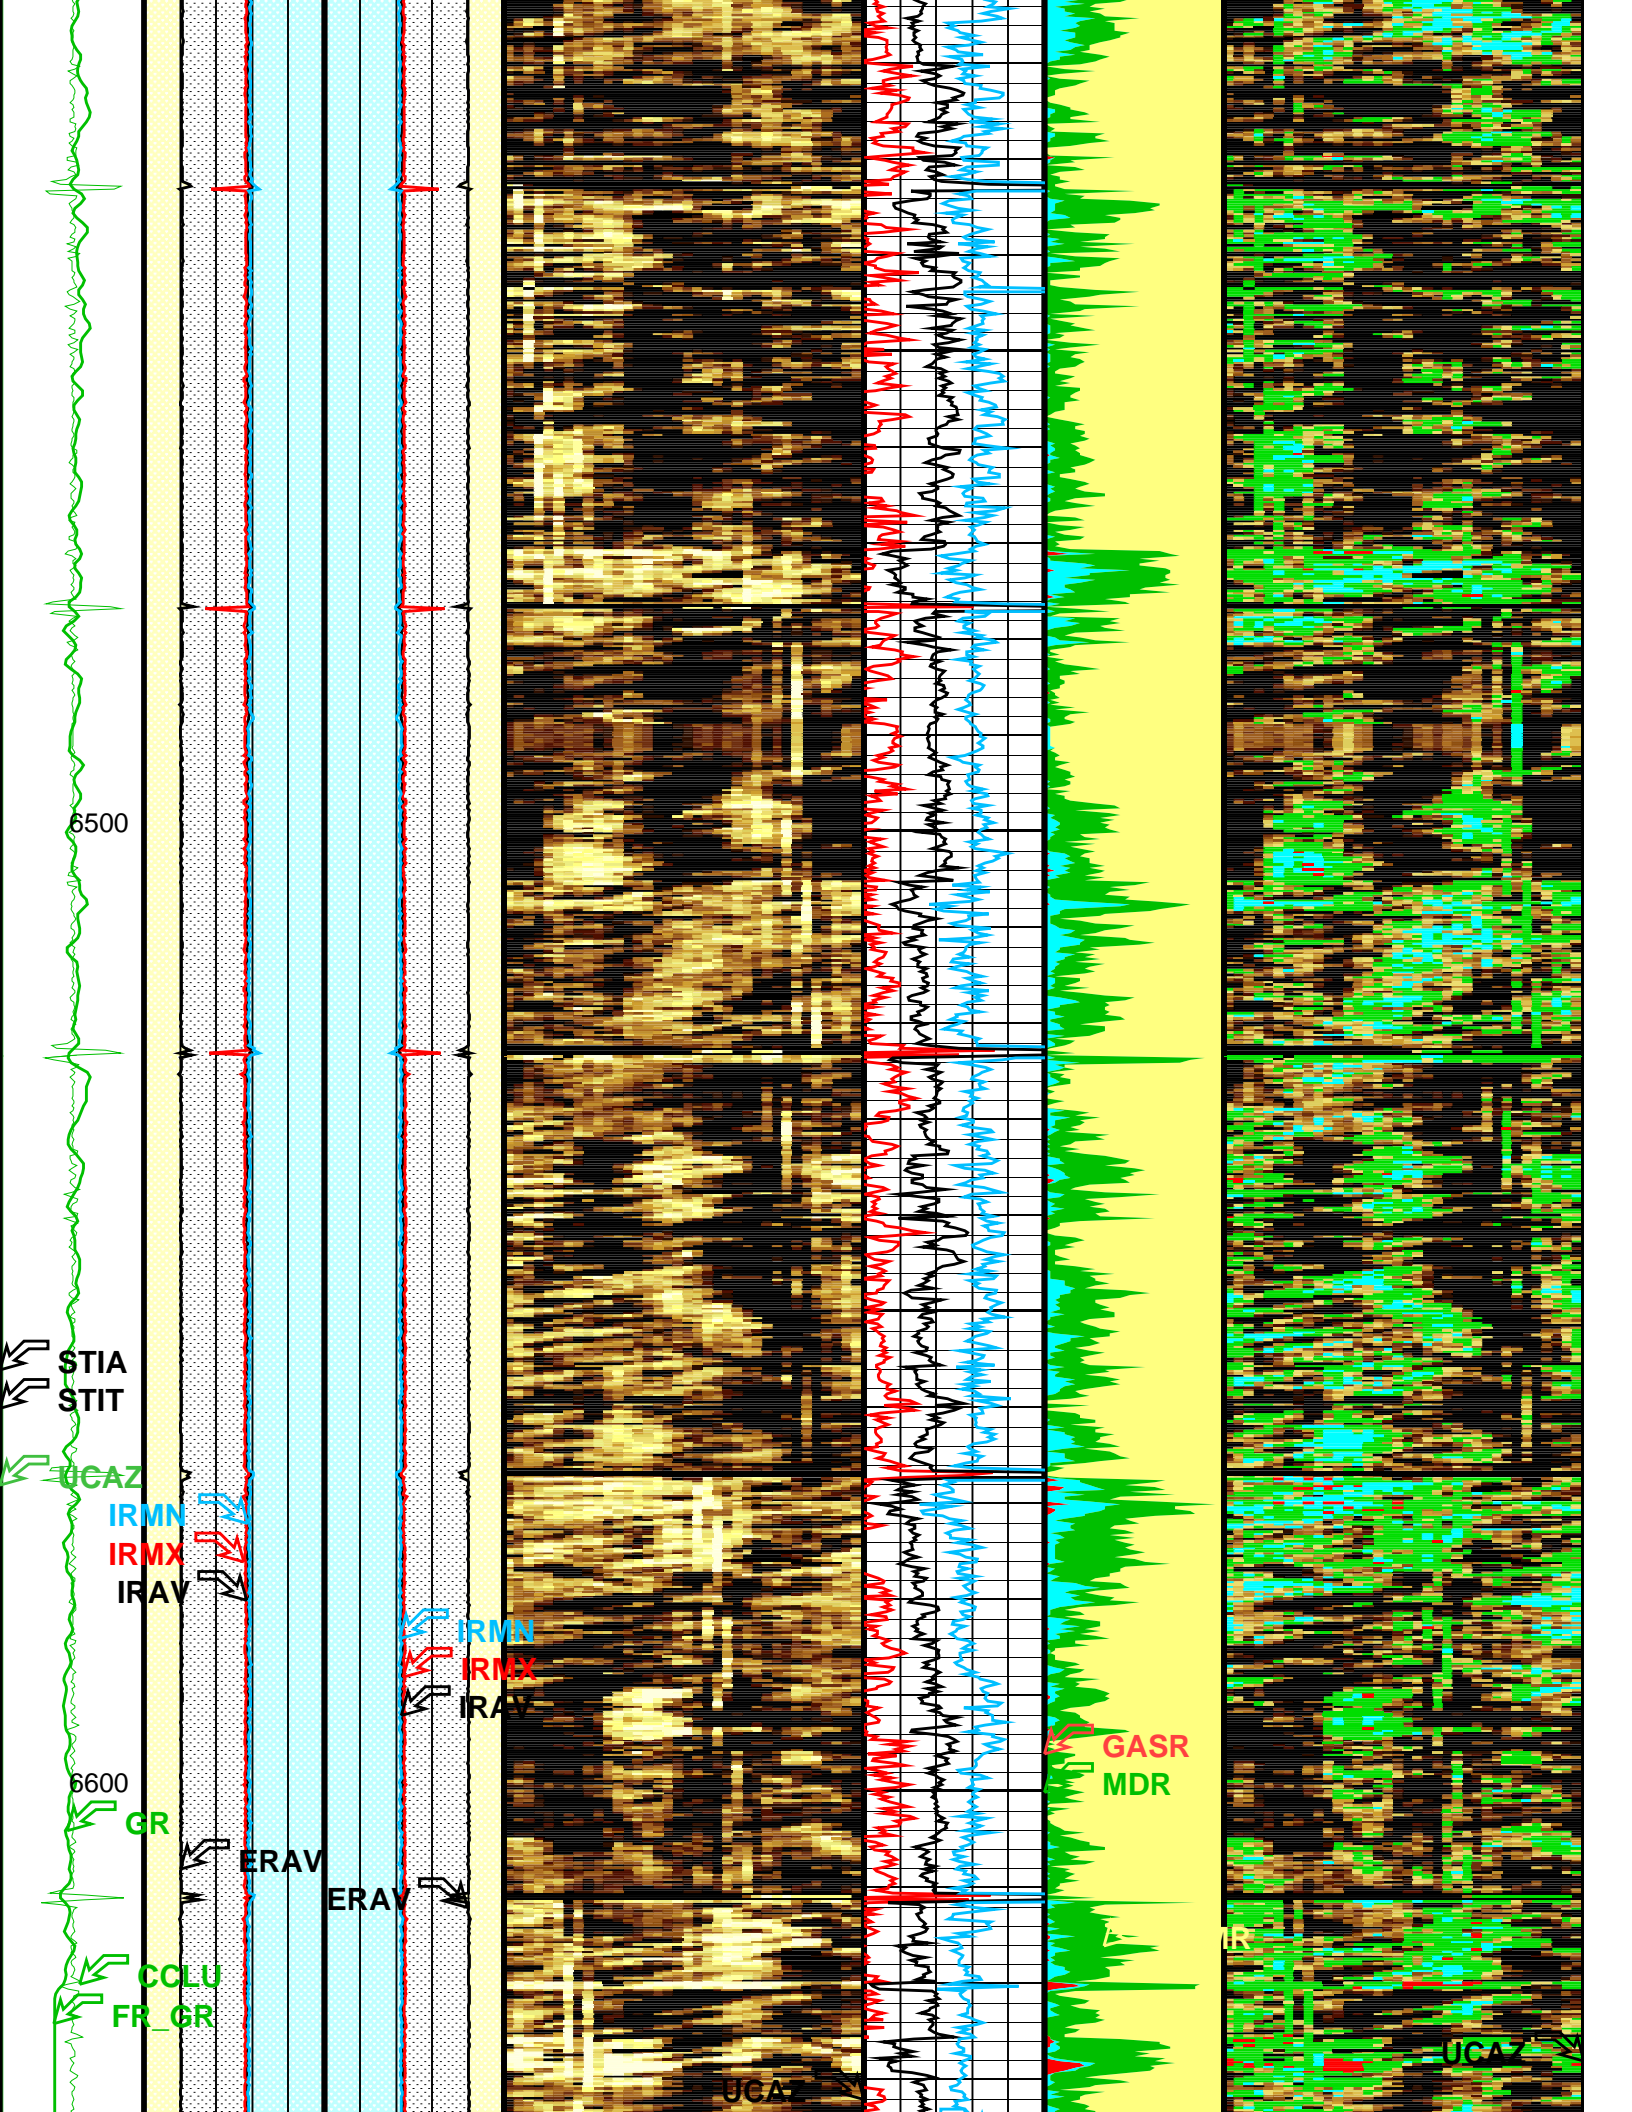 6500
STIA
STIT
UCAZ
IRMN
IRMX
IRAV
IRMN
IRMX
IRAV
GASR
MDR
6600
GR
ERAV
ERAV
CCLU
FR_GR
UCAZ
UCAZ